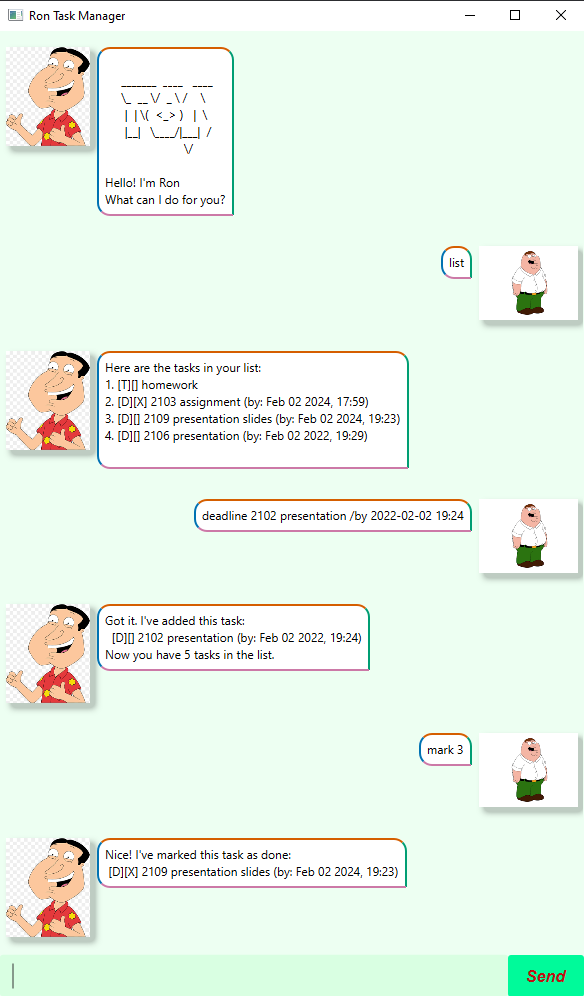 Ron Task Manager
_______  ____   ____
\_  __ \/  _ \ /    \
|  | \(  <_> )   |  \
|__|   \____/|___|  /
\/
Hello! I'm Ron
What can I do for you?
list
Here are the tasks in your list:
1. [T][] homework
2. [D][X] 2103 assignment (by: Feb 02 2024, 17:59)
3. [D][] 2109 presentation slides (by: Feb 02 2024, 19:23)
4. [D][] 2106 presentation (by: Feb 02 2022, 19:29)
deadline 2102 presentation /by 2022-02-02 19:24
Got it. I've added this task:
[D][] 2102 presentation (by: Feb 02 2022, 19:24)
Now you have 5 tasks in the list.
mark 3
Nice! I've marked this task as done:
[D][X] 2109 presentation slides (by: Feb 02 2024, 19:23)
Send